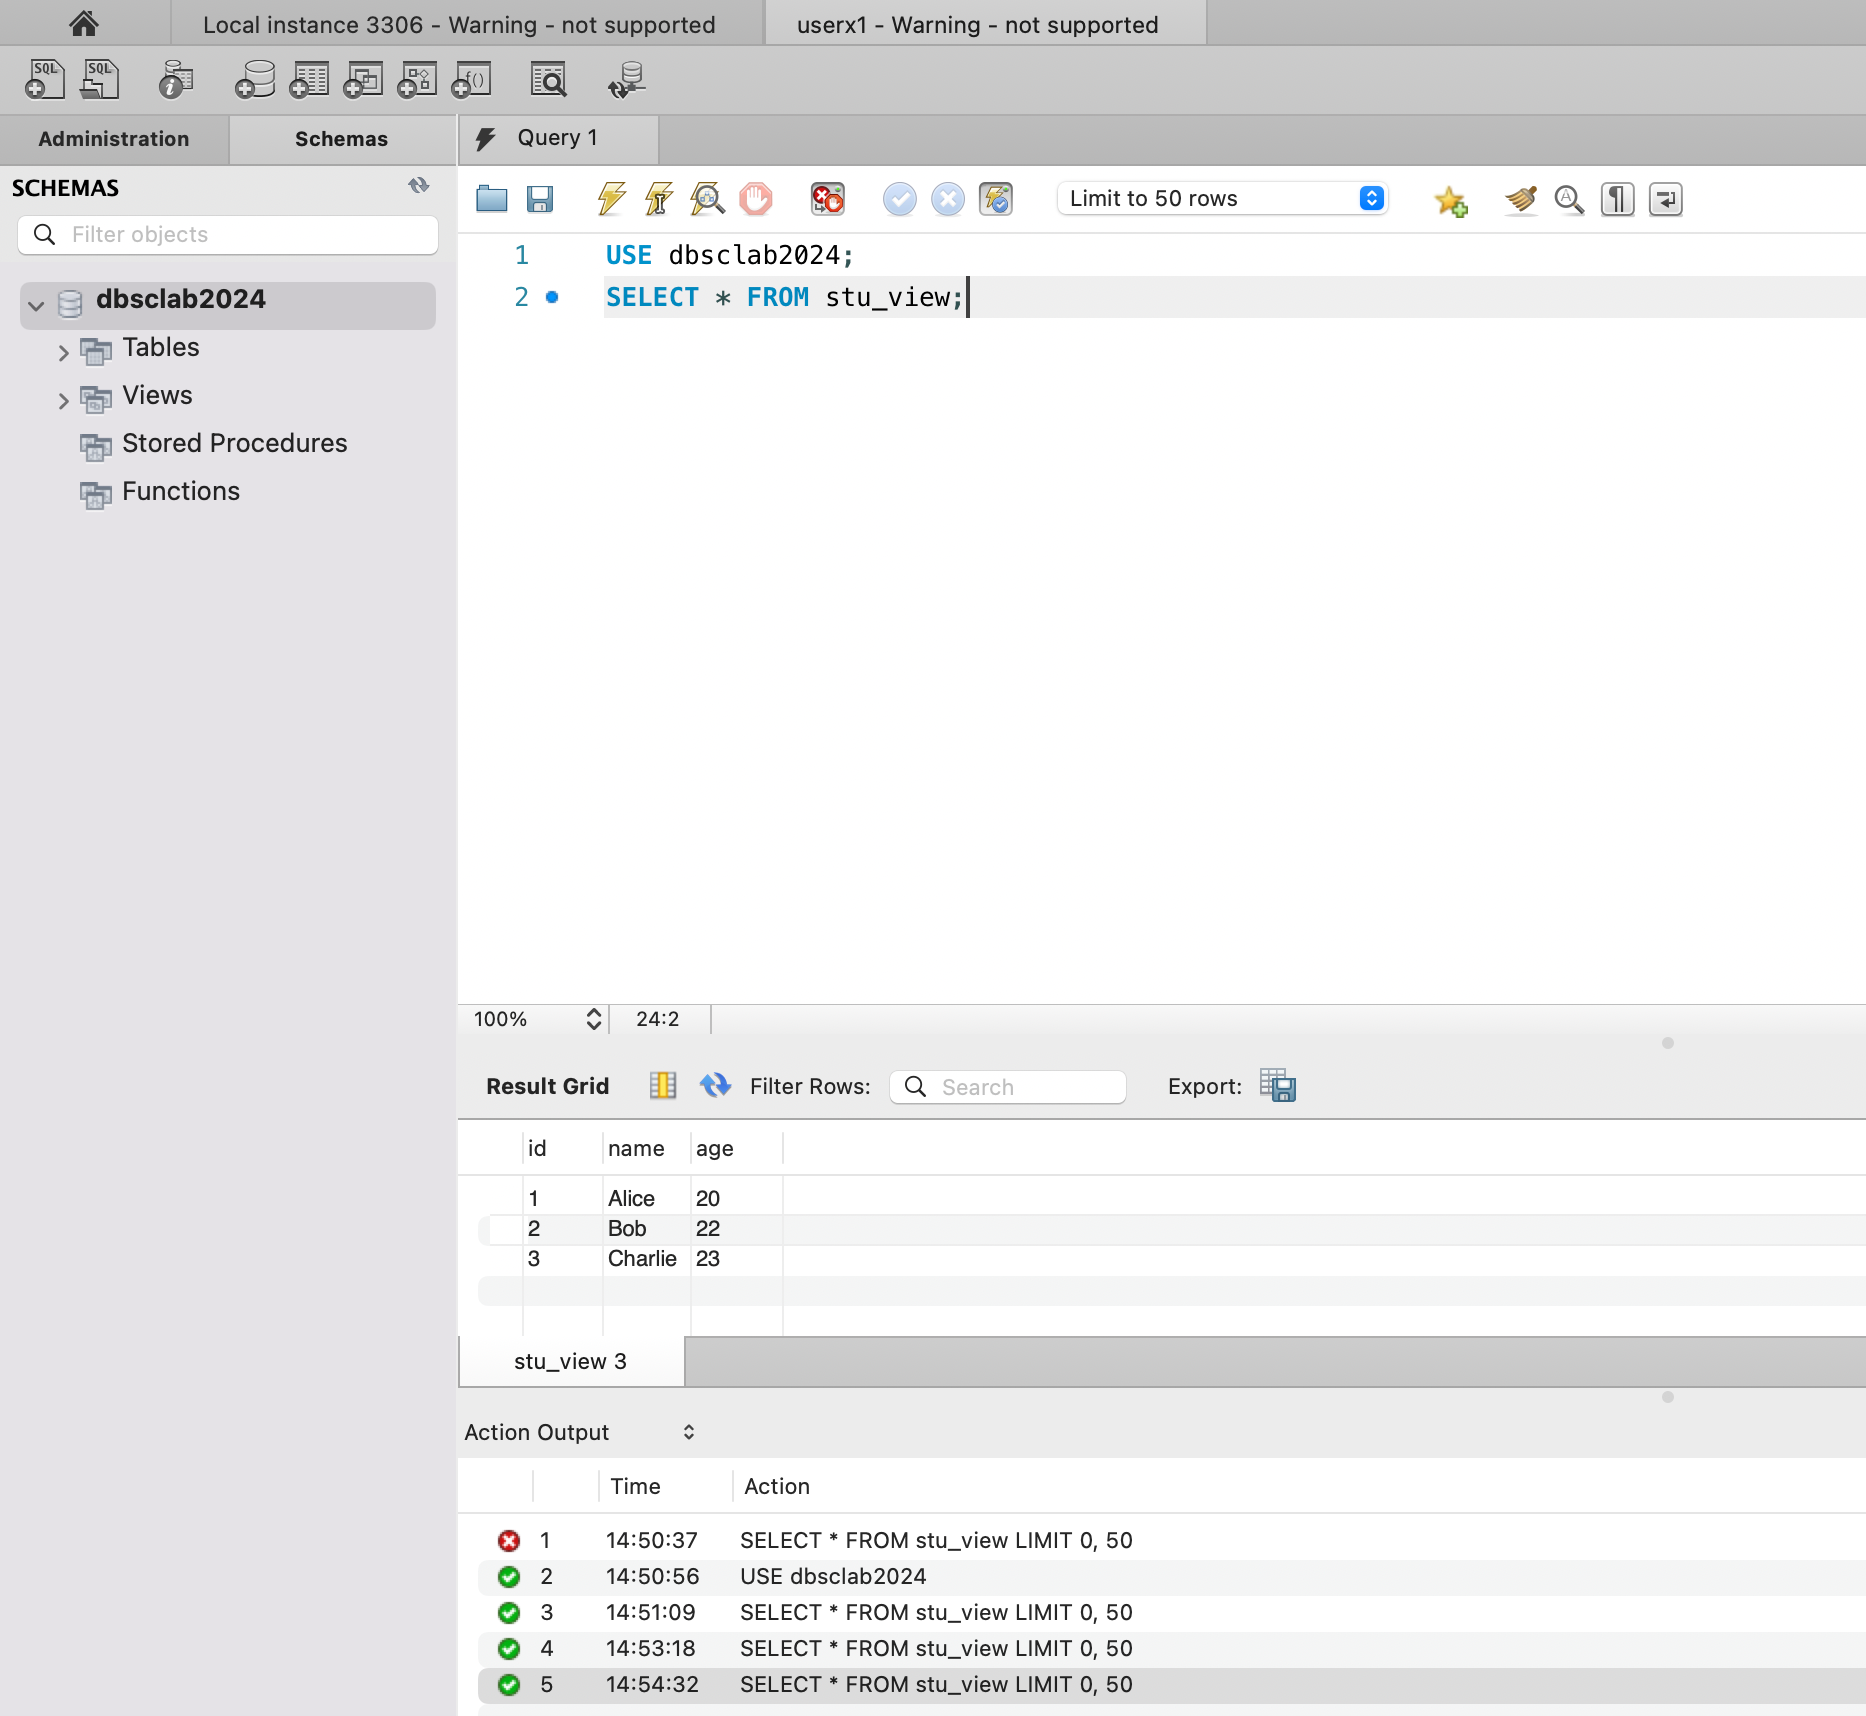 Local instance 3306 - Warning - not supported
userx1 - Warning - not supported
SQL
SQL
f()
Administration
Schemas
Query 1
SCHEMAS
Filter objects
Limit to 50 rows
dbsclab2024
Tables
Views
Stored Procedures
Functions
1 USE dbsclab2024;
2 SELECT * FROM stu_view;
100%
24:2
Result Grid
Filter Rows:
Search
Export:
id name age
1 Alice 20
2 Bob 22
3 Charlie 23
stu_view 3
Action Output
Time Action
1 14:50:37 SELECT * FROM stu_view LIMIT 0, 50
2 14:50:56 USE dbsclab2024
3 14:51:09 SELECT * FROM stu_view LIMIT 0, 50
4 14:53:18 SELECT * FROM stu_view LIMIT 0, 50
5 14:54:32 SELECT * FROM stu_view LIMIT 0, 50